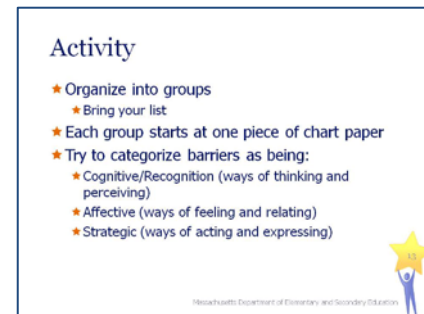 Activity
Organize into groups
Bring your list
Each group starts at one piece of chart paper
Try to categorize barriers as being:
Cognitive/Recognition (ways of thinking and
perceiving)
Affective (ways of feeling and relating)
Strategic (ways of acting and expressing)
13
Massachusetts Department of Elementary and Secondary Education